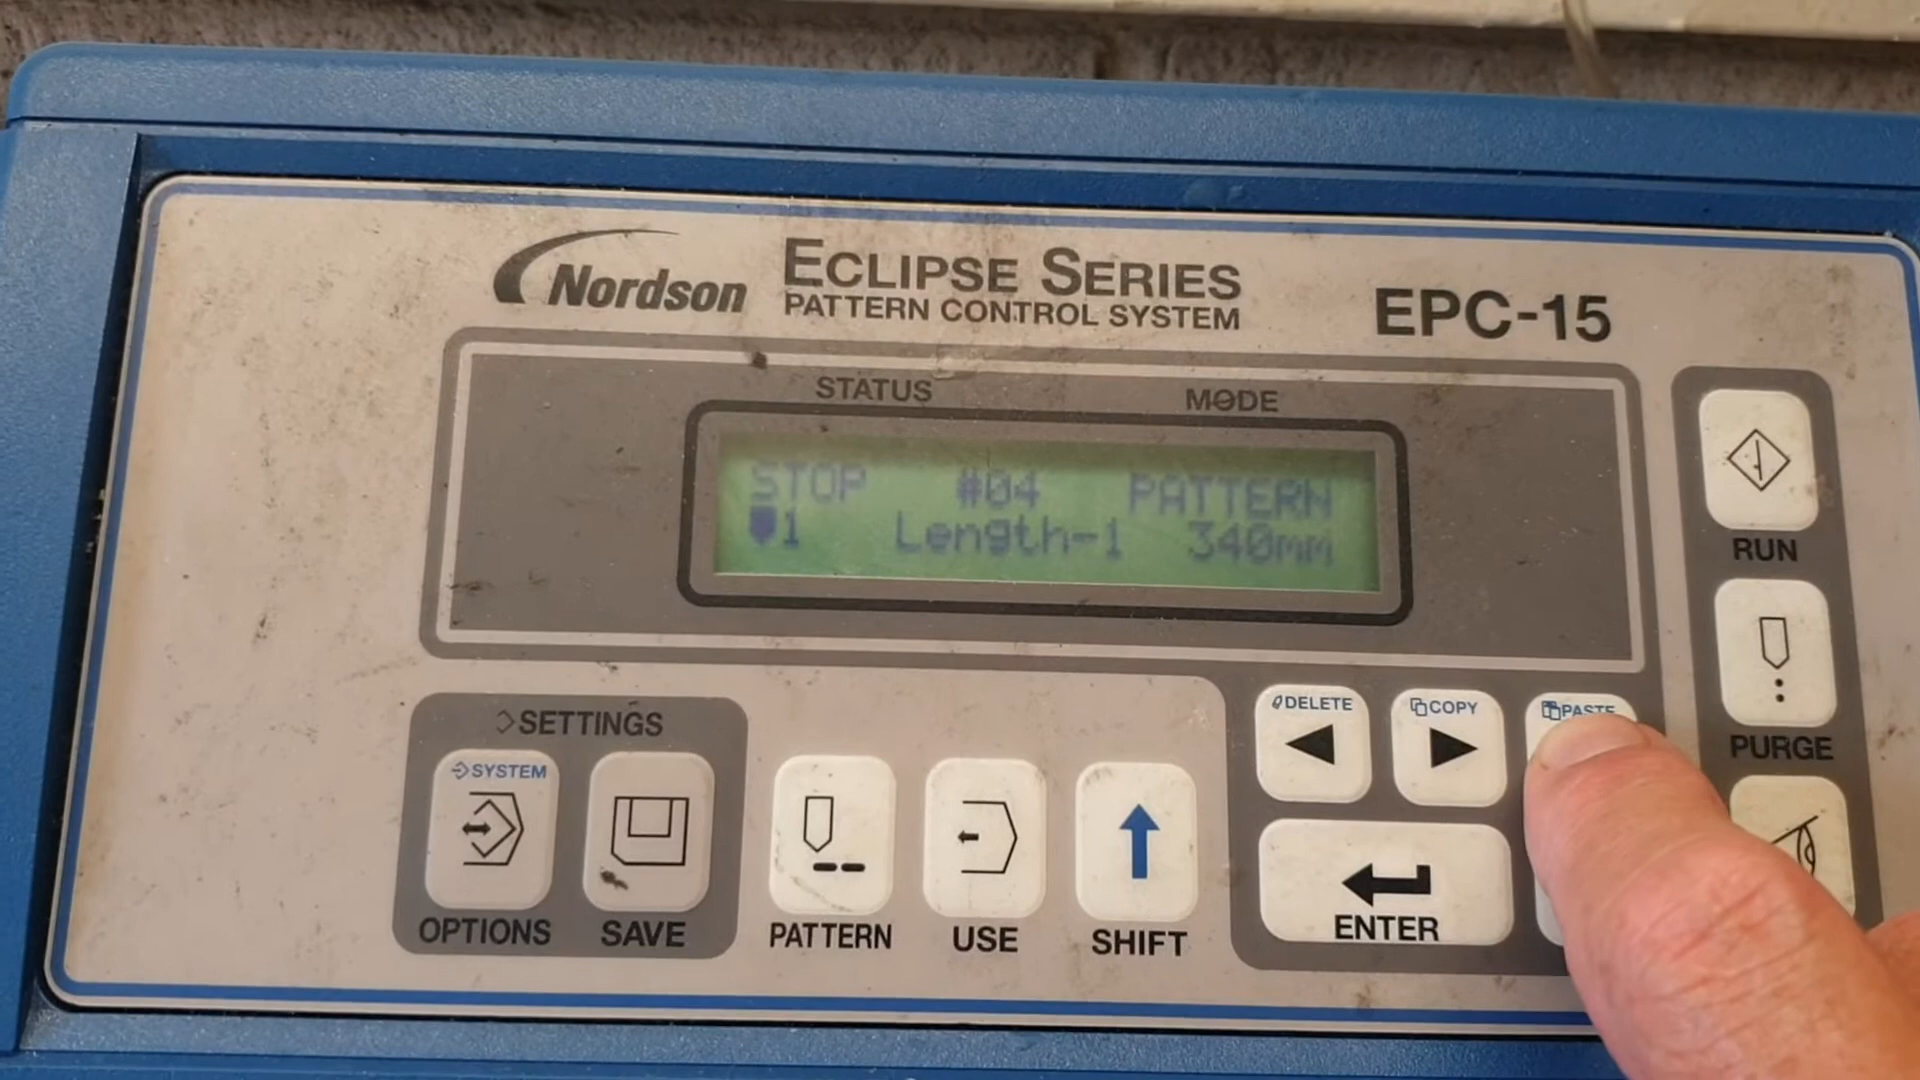 Nordson
ECLIPSE SERIES
PATTERN CONTROL SYSTEM
EPC-15
STATUS MODE
STOP #04 PATTERN
1 Length-1 340mm
RUN
PURGE
SETTINGS
SYSTEM
OPTIONS
SAVE
PATTERN
USE
SHIFT
DELETE
COPY
PASTE
ENTER